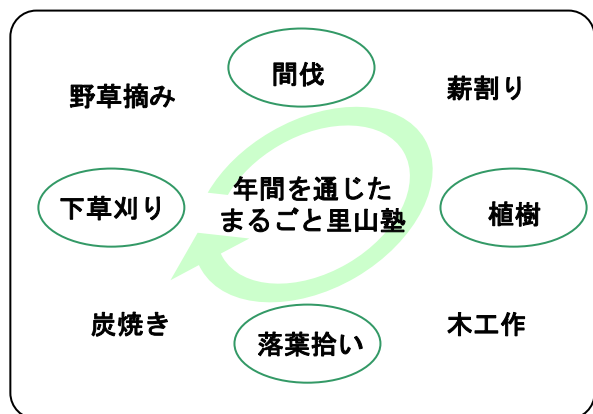 間伐
野草摘み
薪割り
年間を通じた
まるごと里山塾
下草刈り
植樹
炭焼き
木工作
落葉拾い